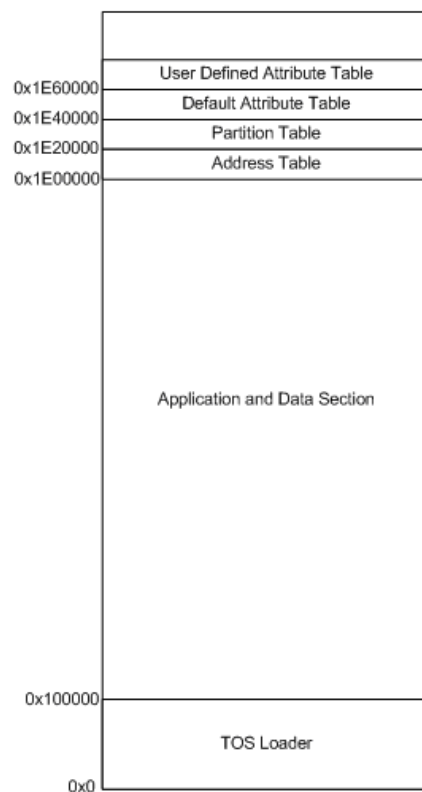 User Defined Attribute Table
0x1E60000
Default Attribute Table
0x1E40000
Partition Table
0x1E20000
Address Table
0x1E00000
Application and Data Section
0x100000
TOS Loader
0x0